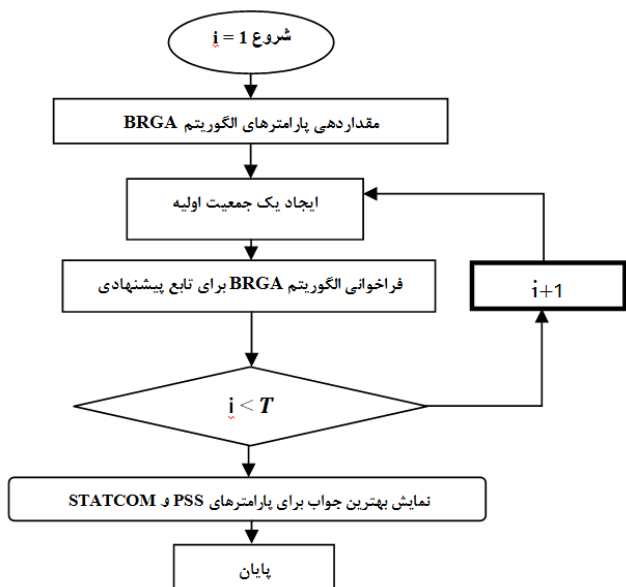 شروع i = 1
مقداردهی پارامترهای الگوریتم BRGA
ایجاد یک جمعیت اولیه
فراخوانی الگوریتم BRGA برای تابع پیشنهادی
i+1
i < T
نمایش بهترین جواب برای پارامترهای PSS و STATCOM
پایان